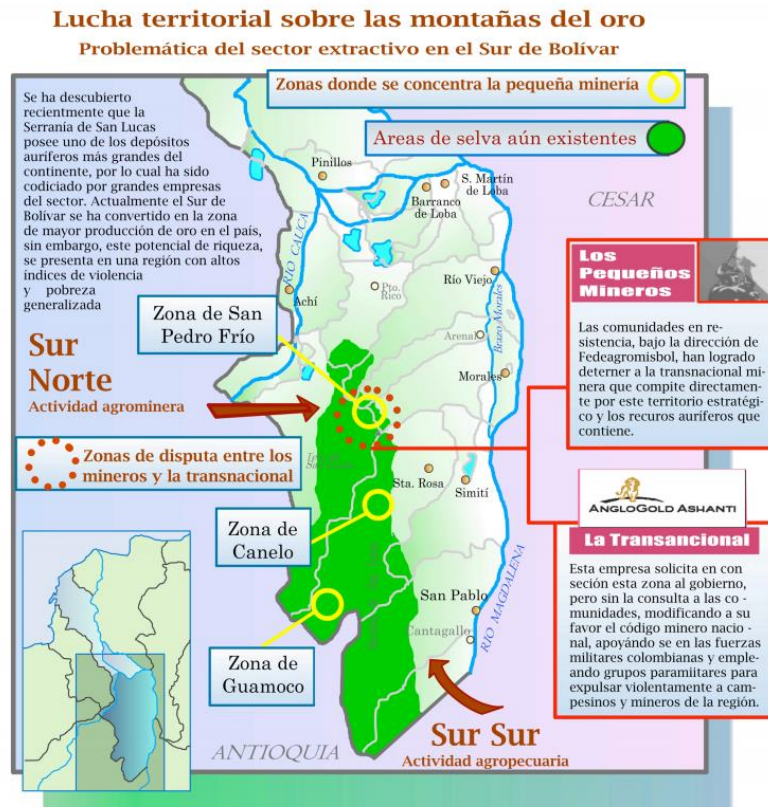 Lucha territorial sobre las montañas del oro
Problemática del sector extractivo en el Sur de Bolívar
Se ha descubierto
recientemente que la
Serranía de San Lucas
posee uno de los depósitos
auríferos más grandes del
continente, por lo cual ha sido
codiciado por grandes empresas
del sector. Actualmente el Sur de
Bolívar se ha convertido en la zona
de mayor producción de oro en el país,
sin embargo, este potencial de riqueza,
se presenta en una región con altos
índices de violencia
y pobreza
generalizada
Zonas donde se concentra la pequeña minería
Areas de selva aún existentes
Pinillos
S. Martín
de Loba
Barranco
de Loba
CESAR
RIO CAUCA
Achí
Pto.
Rico
Río Viejo
Brazo Morales
Arenal
Morales
Zona de San
Pedro Frío
Sur
Norte
Actividad agrominera
Zonas de disputa entre los
mineros y la transnacional
Sta. Rosa
Simití
Zona de
Canelo
San Pablo
Cantagallo
RIO MAGDALENA
Zona de
Guamoco
ANTIOQUIA
Sur Sur
Actividad agropecuaria
Los
Pequeños
Mineros
Las comunidades en re-
sistencia, bajo la dirección de
Fedeagromisbol, han logrado
deterner a la transnacional mi-
nera que compite directamen-
te por este territorio estratégi-
co y los recuros auríferos que
contiene.
ANGLOGOLD ASHANTI
La Transancional
Esta empresa solicita en con
seción esta zona al gobierno,
pero sin la consulta a las co -
munidades, modificando a su
favor el código minero nacio -
nal, apoyándo se en las fuerzas
militares colombianas y emple-
ando grupos paramiitares para
expulsar violentamente a cam-
pesinos y mineros de la región.